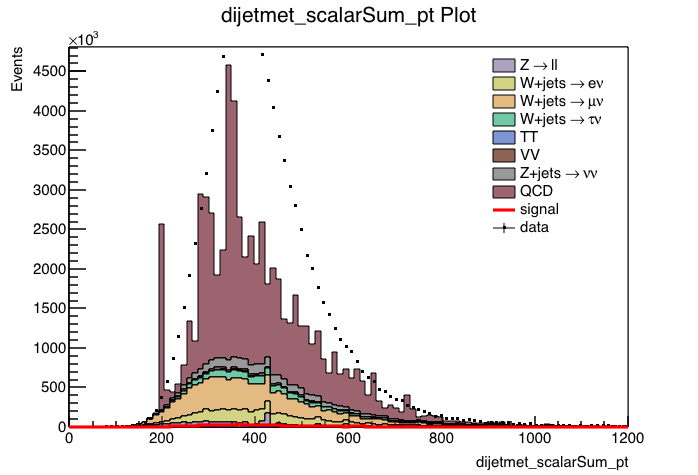 dijetmet_scalarSum_pt Plot
×10³
Events
4500
4000
3500
3000
2500
2000
1500
1000
500
0
0 200 400 600 800 1000 1200
dijetmet_scalarSum_pt
Z → ll
W+jets → eν
W+jets → μν
W+jets → τν
TT
VV
Z+jets → νν
QCD
signal
data